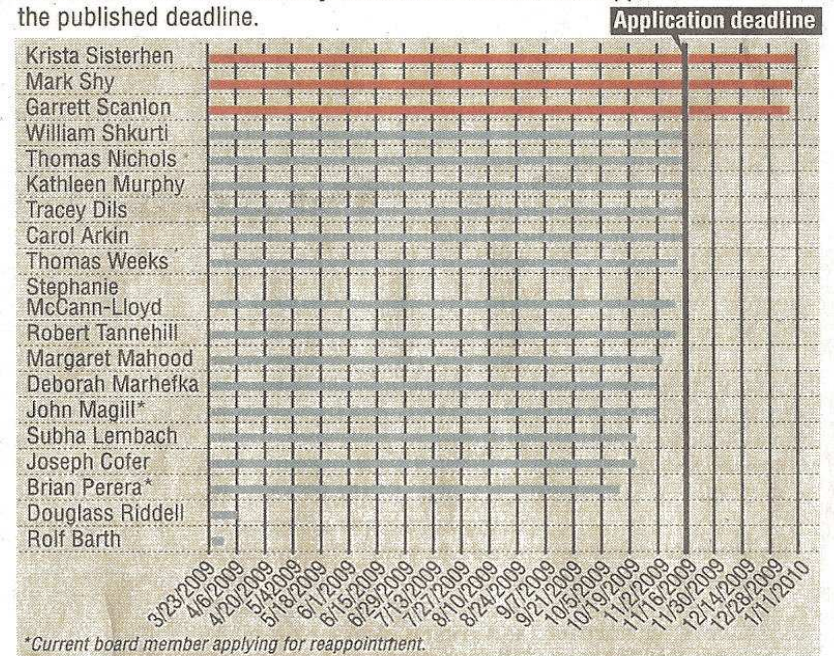 the published deadline.
Application deadline
Krista Sisterhen
Mark Shy
Garrett Scanlon
William Shkurti
Thomas Nichols
Kathleen Murphy
Tracey Dils
Carol Arkin
Thomas Weeks
Stephanie
McCann-Lloyd
Robert Tannehill
Margaret Mahood
Deborah Marhefka
John Magill*
Subha Lembach
Joseph Cofer
Brian Perera*
Douglass Riddell
Rolf Barth
3/23/2009
4/6/2009
4/20/2009
5/4/2009
5/18/2009
6/1/2009
6/15/2009
6/29/2009
7/13/2009
7/27/2009
8/10/2009
8/24/2009
9/7/2009
9/21/2009
10/5/2009
10/19/2009
11/2/2009
11/16/2009
11/30/2009
12/14/2009
12/28/2009
1/11/2010
*Current board member applying for reappointment.